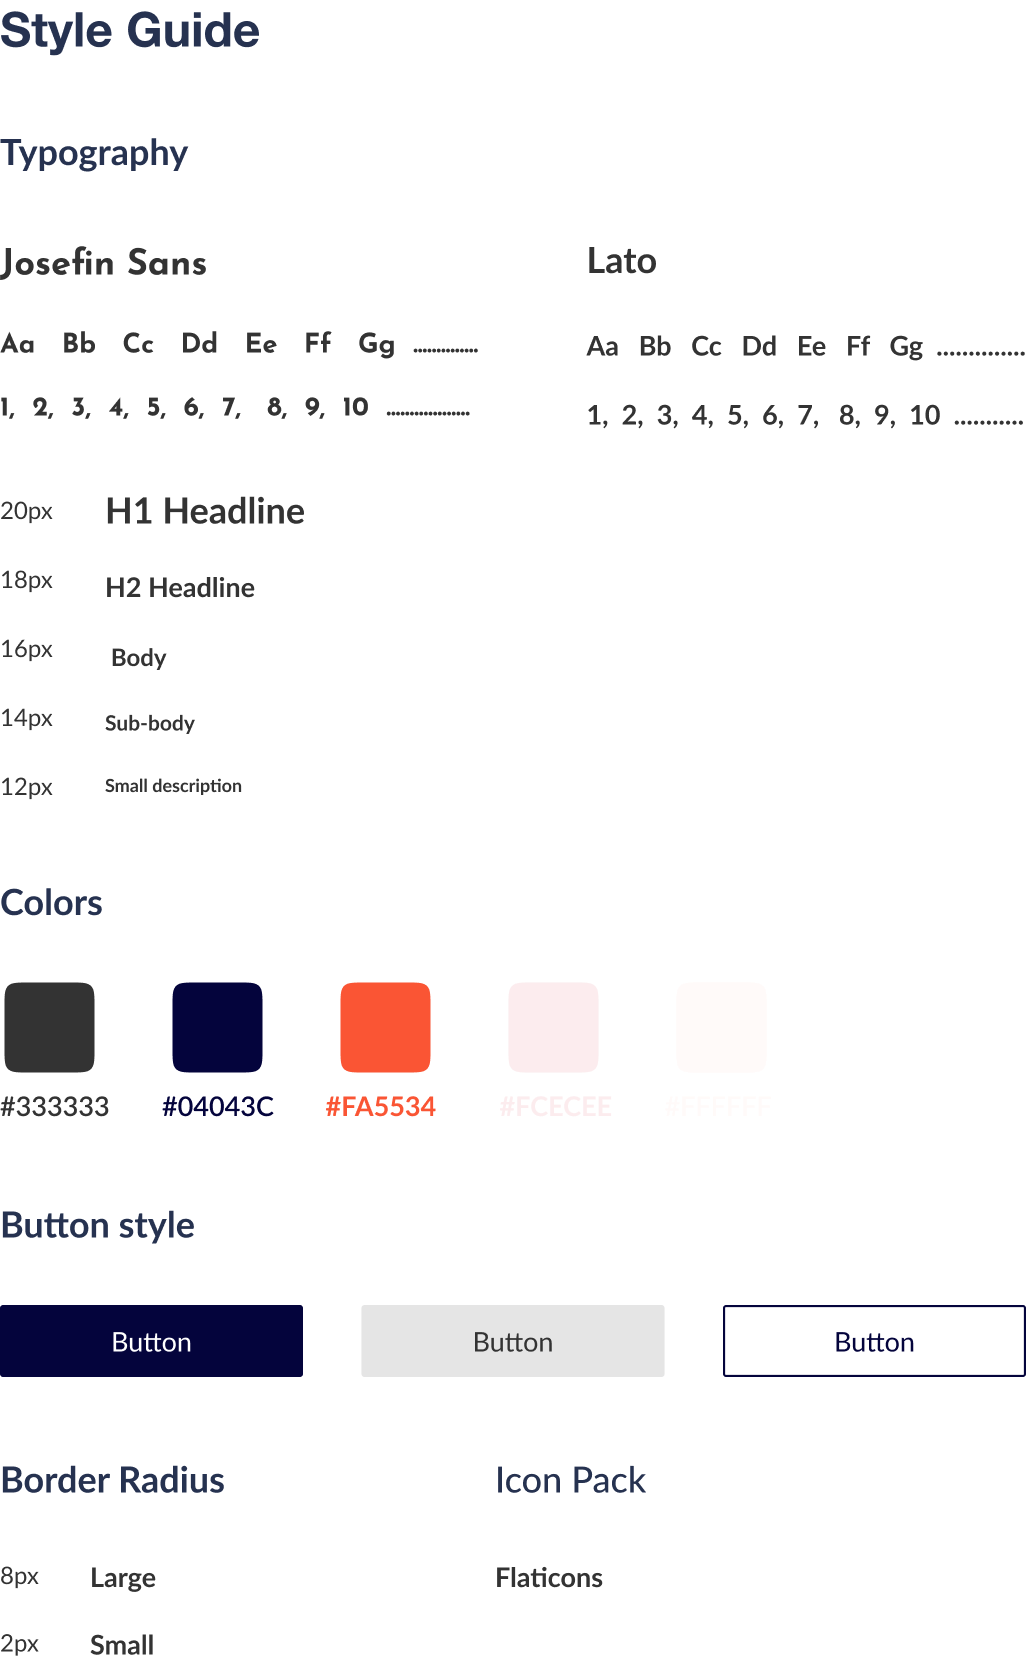 Style Guide
Typography
Josefin Sans
Aa Bb Cc Dd Ee Ff Gg ..............
1, 2, 3, 4, 5, 6, 7, 8, 9, 10 ..................
Lato
Aa Bb Cc Dd Ee Ff Gg ..............
1, 2, 3, 4, 5, 6, 7, 8, 9, 10 ...........
20px H1 Headline
18px H2 Headline
16px Body
14px Sub-body
12px Small description
Colors
#333333 #04043C #FA5534 #FCECEE #FFFFFF
Button style
Button Button Button
Border Radius
8px Large
2px Small
Icon Pack
Flaticons